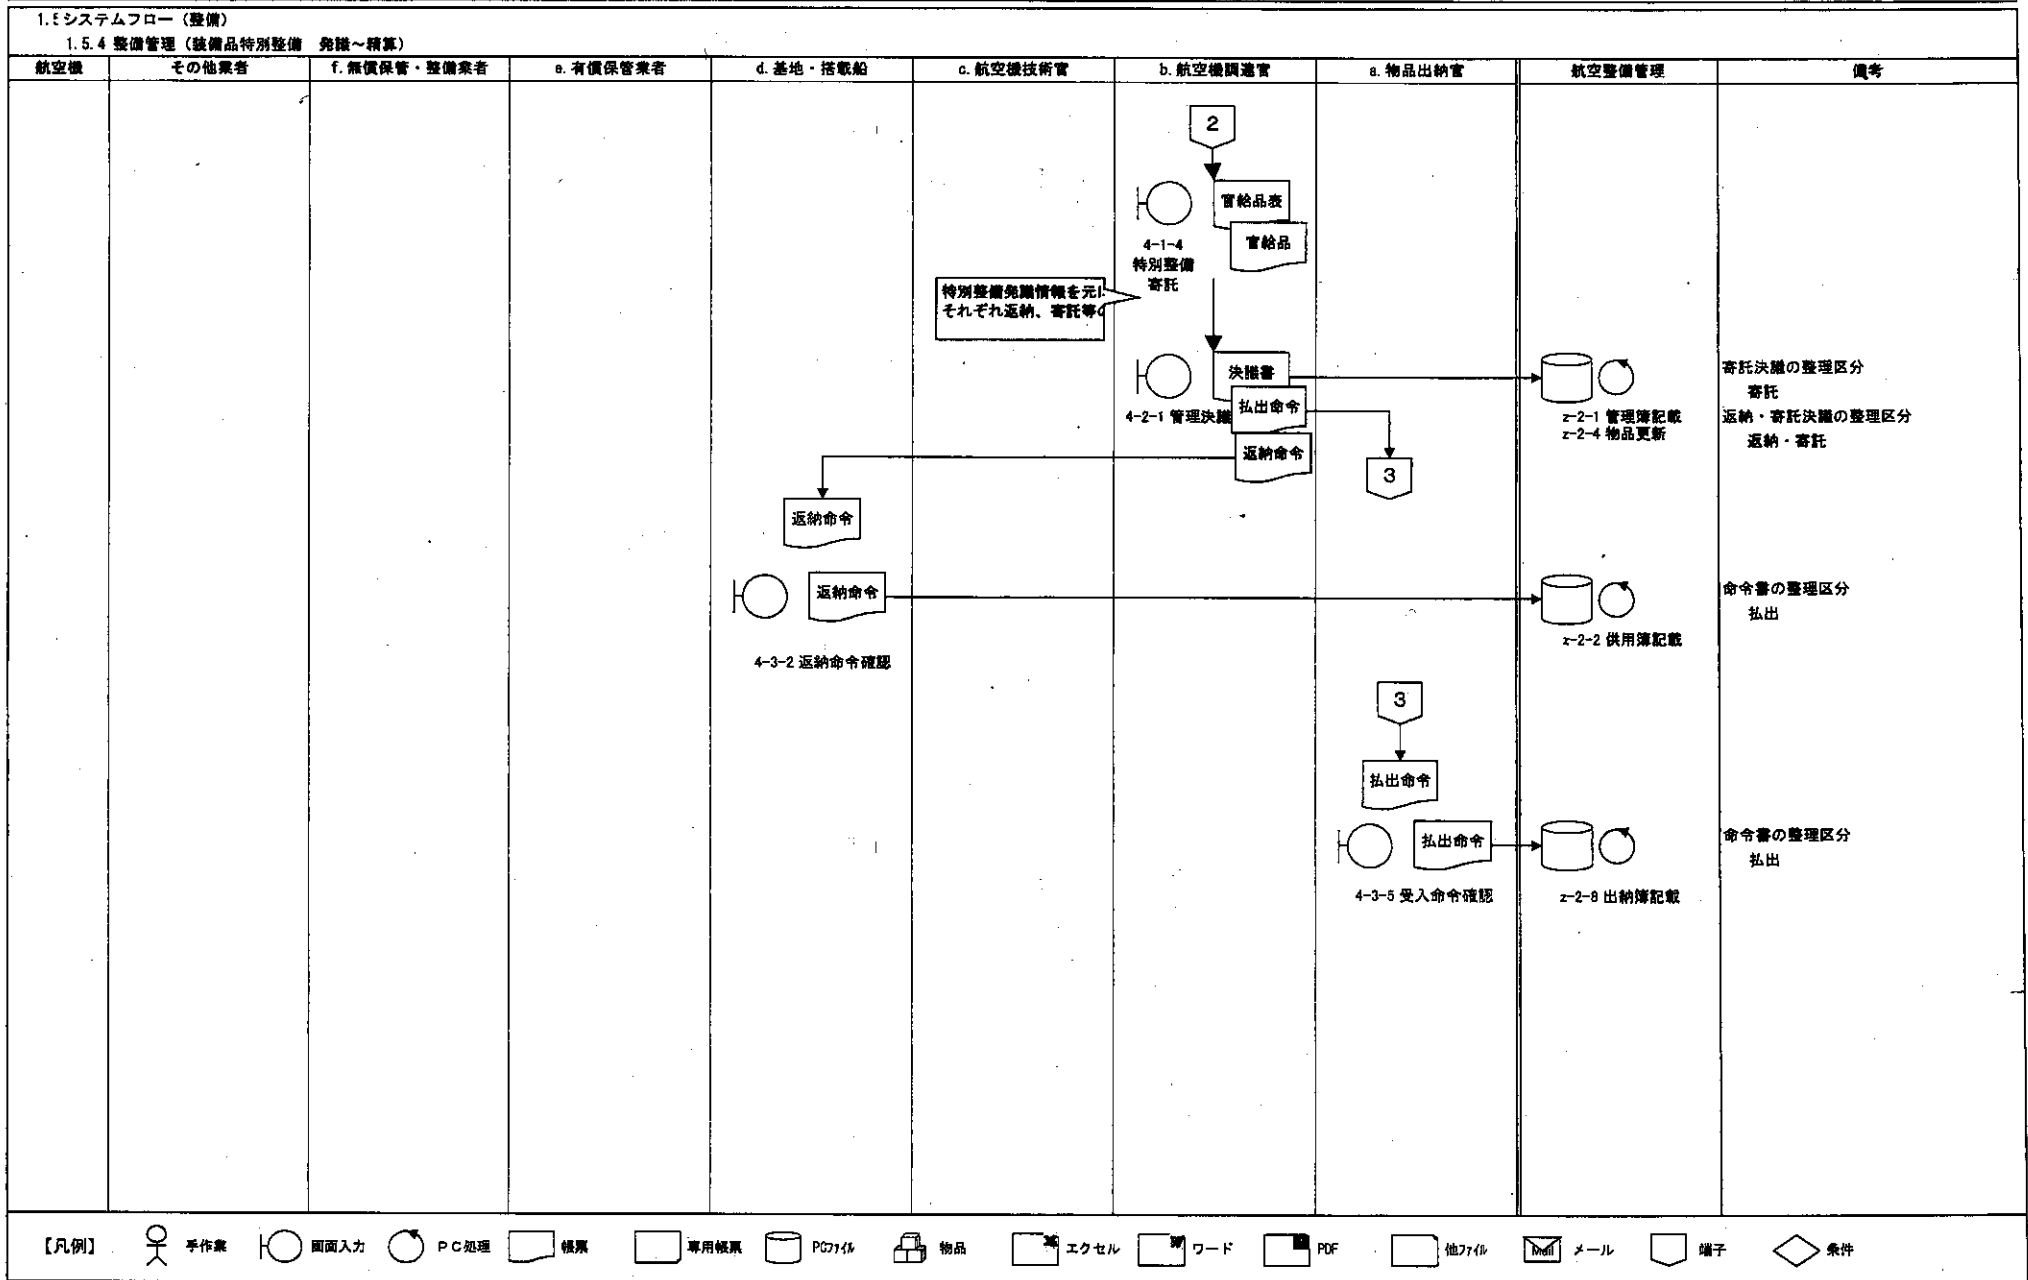 1.5システムフロー（整備）
1.5.4 整備管理（装備品特別整備　発議～精算）
航空機
その他業者
f. 無償保管・整備業者
e. 有償保管業者
d. 基地・搭載船
c. 航空機技術官
b. 航空機調達官
a. 物品出納官
航空整備管理
備考
2
官給品表
官給品
4-1-4
特別整備
寄託
特別整備発議情報を元に
それぞれ返納、寄託等の
決議書
払出命令
返納命令
4-2-1 管理決議
3
z-2-1 管理簿記載
z-2-4 物品更新
寄託決議の整理区分
寄託
返納・寄託決議の整理区分
返納・寄託
返納命令
返納命令
4-3-2 返納命令確認
z-2-2 供用簿記載
命令書の整理区分
払出
3
払出命令
払出命令
4-3-5 受入命令確認
z-2-8 出納簿記載
命令書の整理区分
払出
【凡例】
手作業
画面入力
ＰＣ処理
帳票
専用帳票
PCﾌｧｲﾙ
物品
エクセル
ワード
PDF
他ﾌｧｲﾙ
Mail
メール
端子
条件